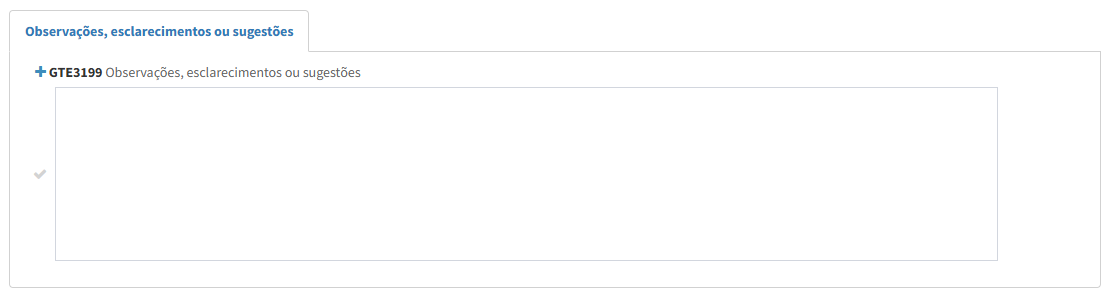 Observações, esclarecimentos ou sugestões
GTE3199 Observações, esclarecimentos ou sugestões